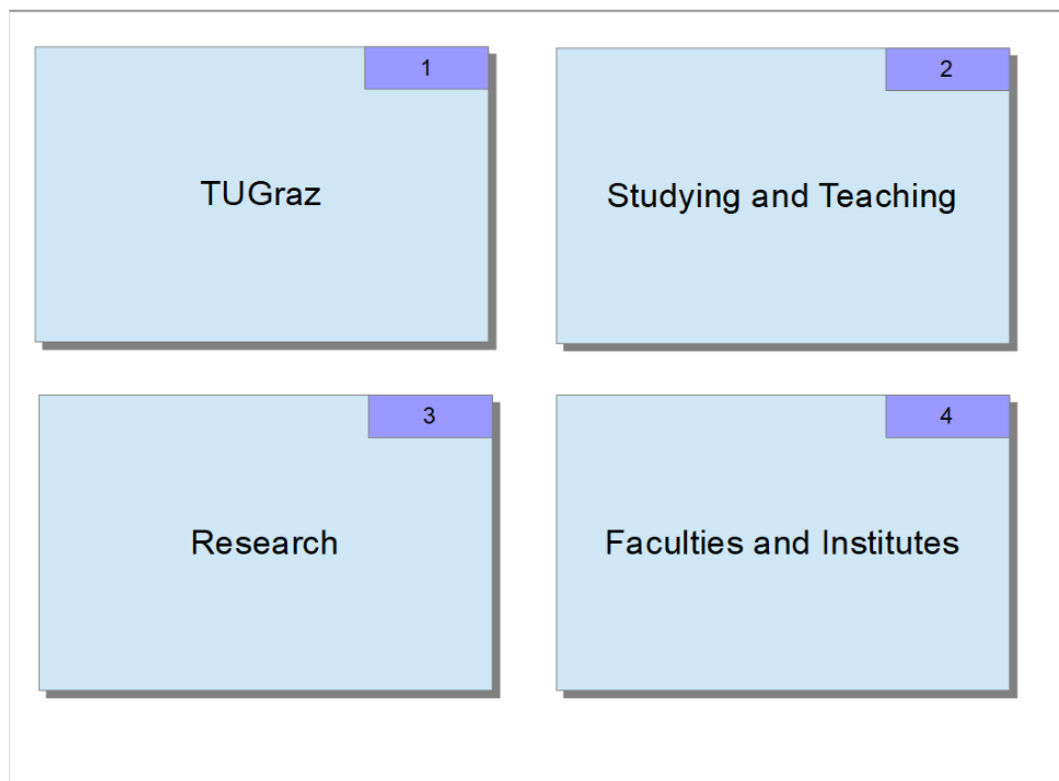 1
TUGraz
2
Studying and Teaching
3
Research
4
Faculties and Institutes